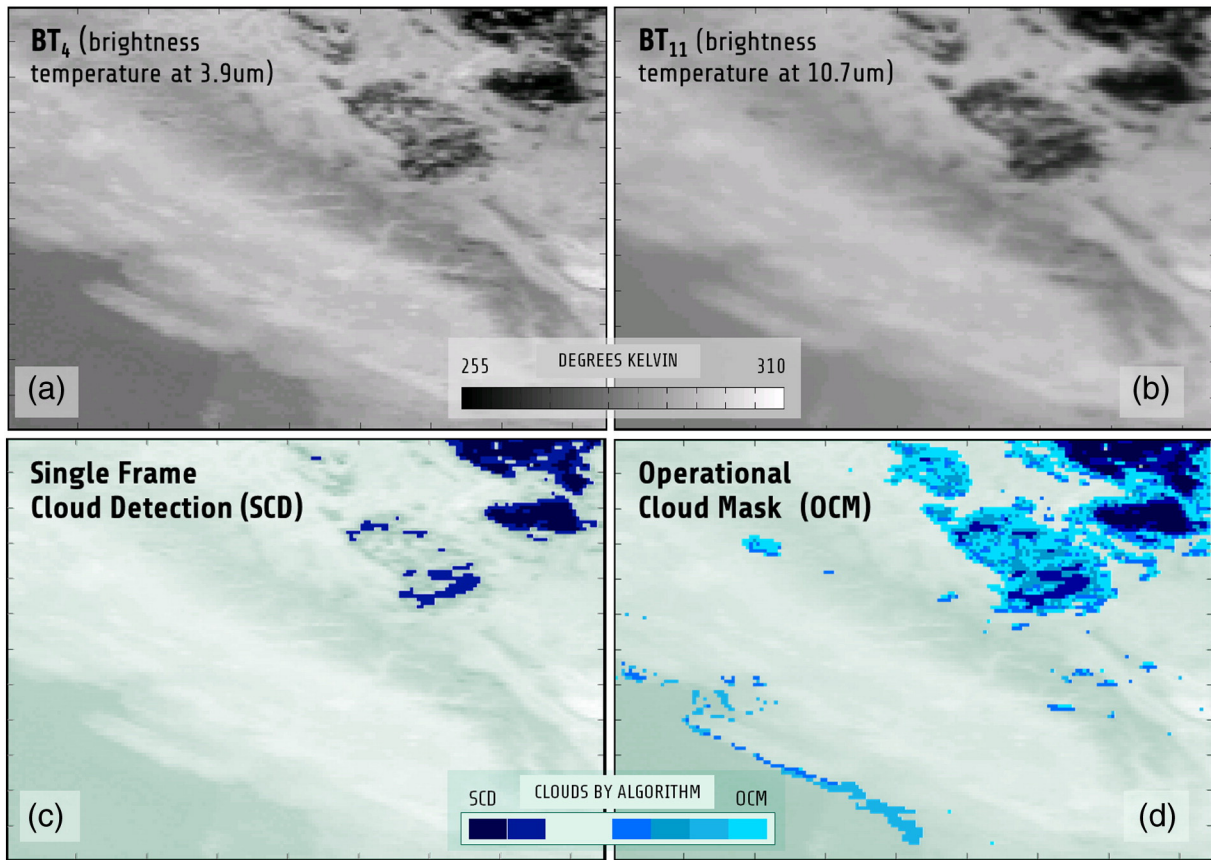 BT4 (brightness
temperature at 3.9um)
(a)
BT11 (brightness
temperature at 10.7um)
(b)
DEGREES KELVIN
255
310
Single Frame
Cloud Detection (SCD)
(c)
Operational
Cloud Mask (OCM)
(d)
SCD
CLOUDS BY ALGORITHM
OCM